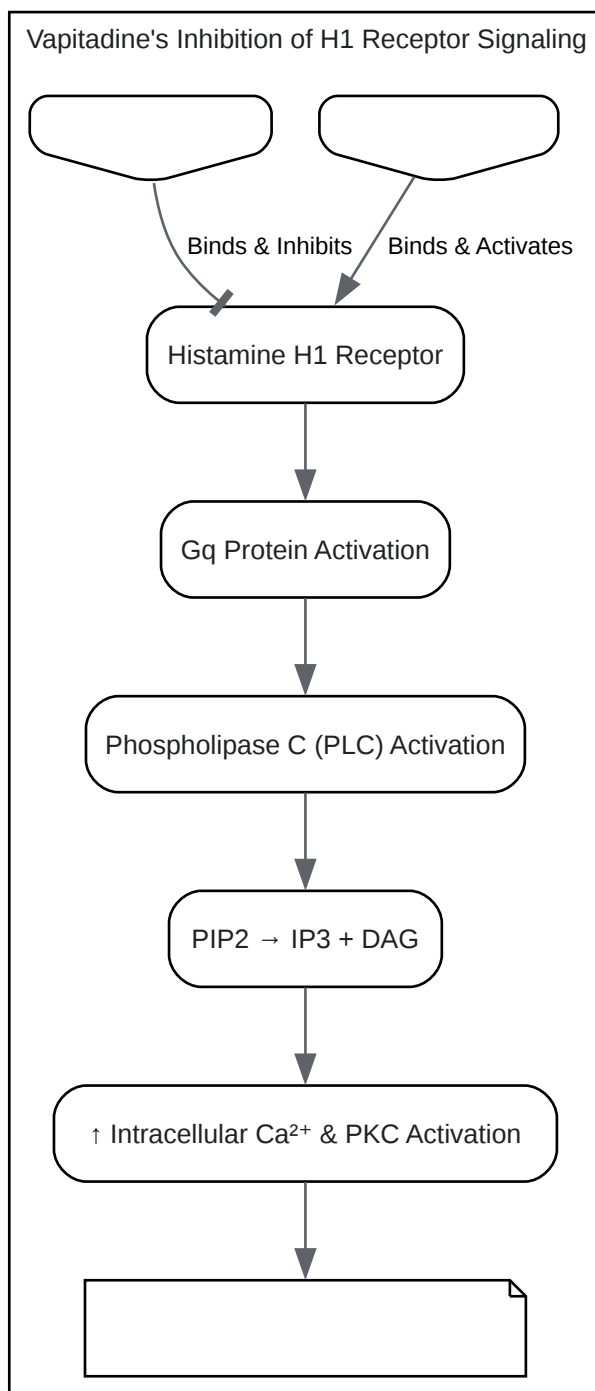 Vapitadine's Inhibition of H1 Receptor Signaling
Binds & Inhibits
Binds & Activates
Histamine H1 Receptor
Gq Protein Activation
Phospholipase C (PLC) Activation
PIP2 → IP3 + DAG
↑ Intracellular Ca²⁺ & PKC Activation